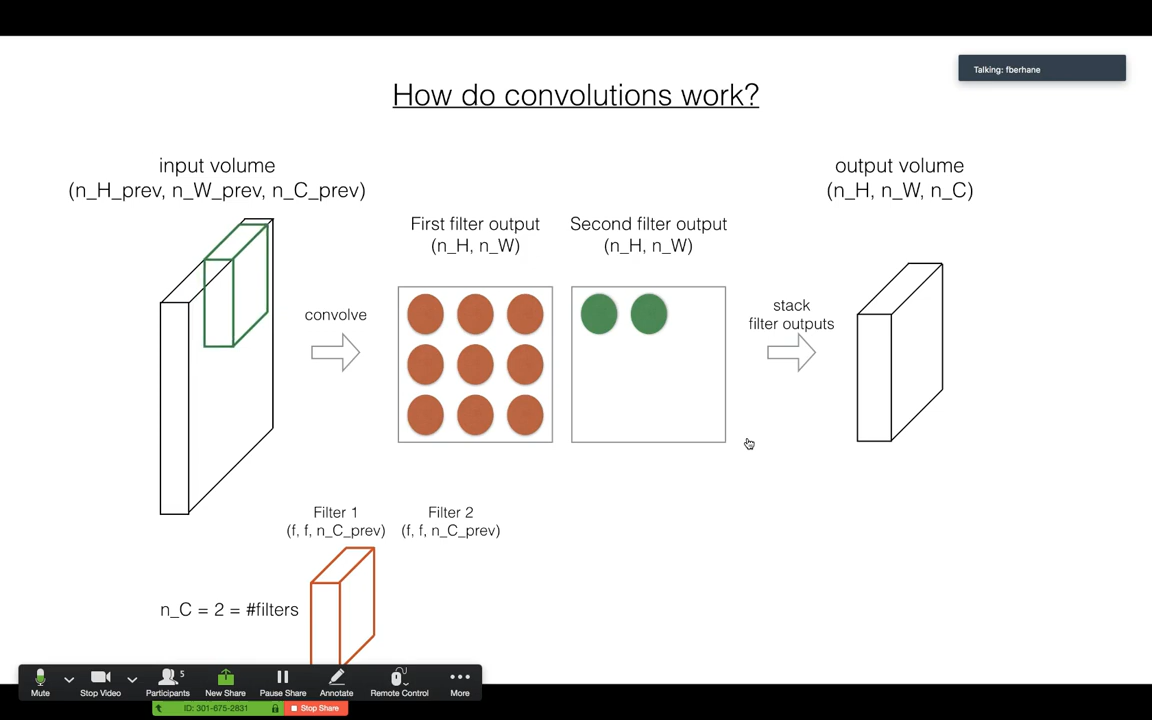 Talking: fberhane
How do convolutions work?
input volume
(n_H_prev, n_W_prev, n_C_prev)
output volume
(n_H, n_W, n_C)
First filter output
(n_H, n_W)
Second filter output
(n_H, n_W)
convolve
stack
filter outputs
Filter 1
(f, f, n_C_prev)
Filter 2
(f, f, n_C_prev)
n_C = 2 = #filters
5
Mute
Stop Video
Participants
New Share
Pause Share
Annotate
Remote Control
More
ID: 301-675-2831
Stop Share